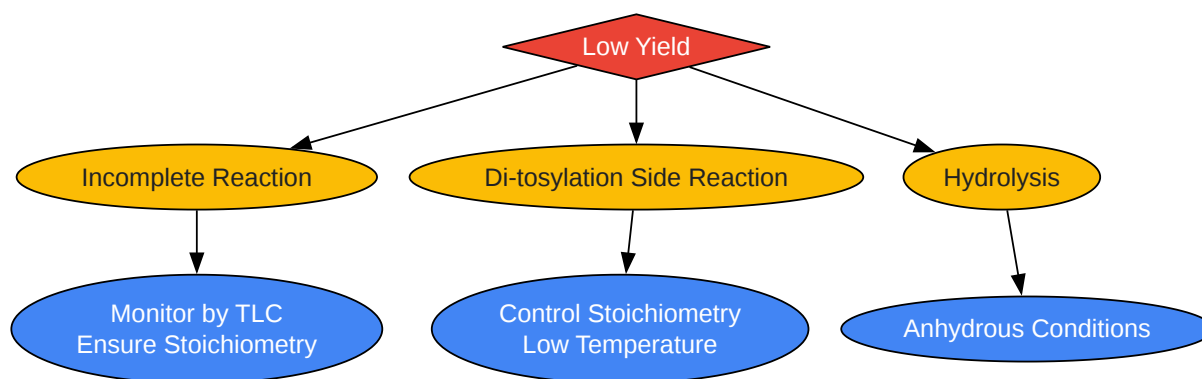 Low Yield
Incomplete Reaction
Di-tosylation Side Reaction
Hydrolysis
Monitor by TLC
Ensure Stoichiometry
Control Stoichiometry
Low Temperature
Anhydrous Conditions